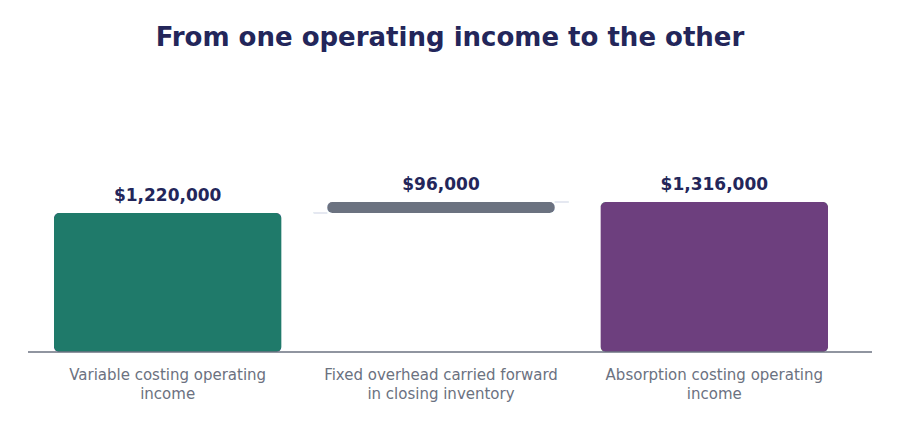 From one operating income to the other
$1,220,000
$96,000
$1,316,000
Variable costing operating
income
Fixed overhead carried forward
in closing inventory
Absorption costing operating
income